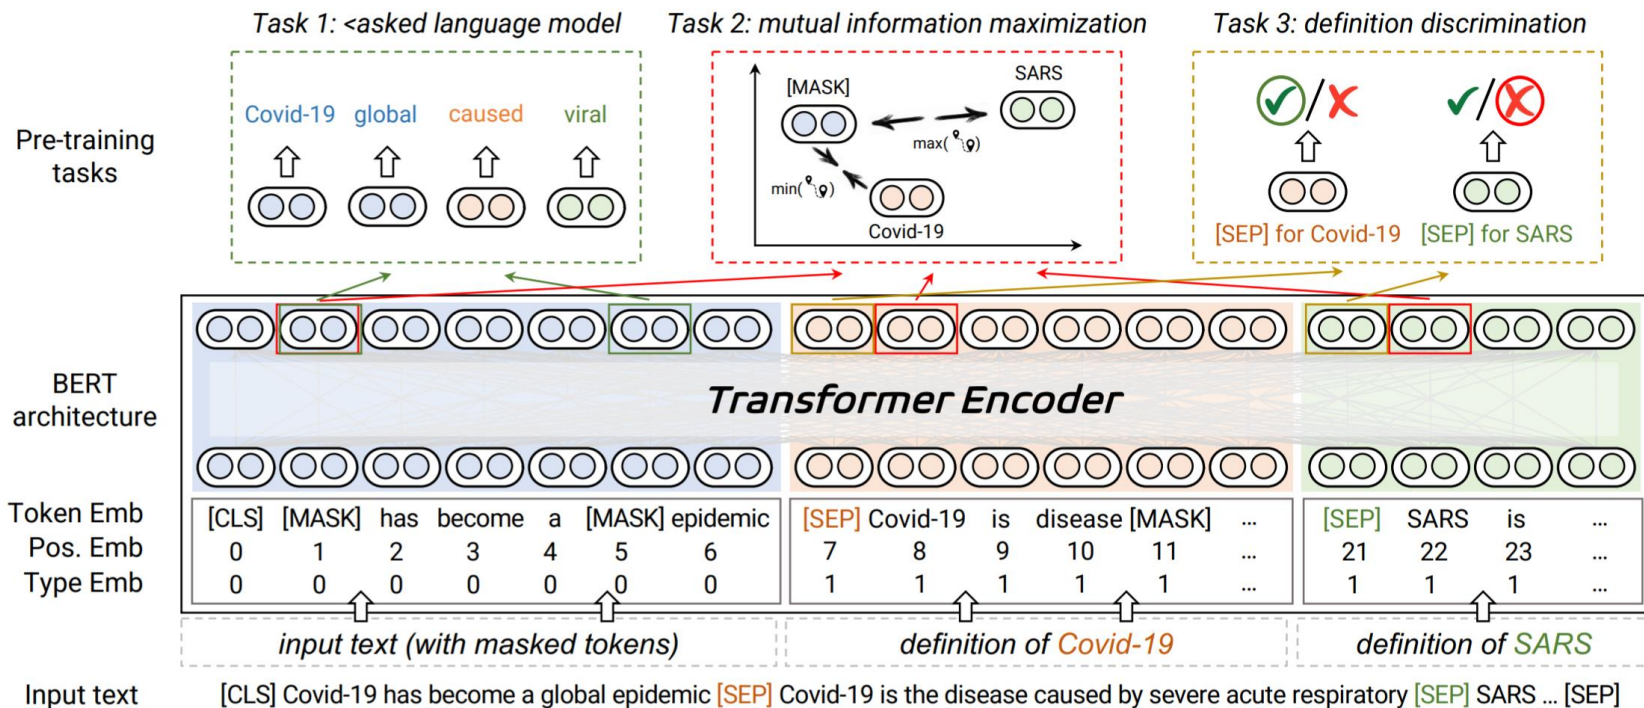 Task 1: <asked language model
Task 2: mutual information maximization
Task 3: definition discrimination
Pre-training
tasks
Covid-19 global caused viral
[MASK]
SARS
max( )
min( )
Covid-19
[SEP] for Covid-19 [SEP] for SARS
BERT
architecture
Transformer Encoder
Token Emb [CLS] [MASK] has become a [MASK] epidemic [SEP] Covid-19 is disease [MASK] ... [SEP] SARS is ...
Pos. Emb 0 1 2 3 4 5 6 7 8 9 10 11 ... 21 22 23 ...
Type Emb 0 0 0 0 0 0 0 1 1 1 1 1 ... 1 1 1 ...
input text (with masked tokens) definition of Covid-19 definition of SARS
Input text [CLS] Covid-19 has become a global epidemic [SEP] Covid-19 is the disease caused by severe acute respiratory [SEP] SARS ... [SEP]